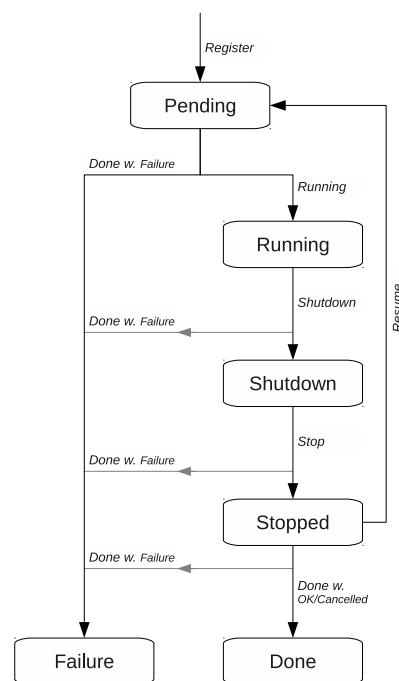 Register
Pending
Done w. Failure
Running
Running
Shutdown
Done w. Failure
Shutdown
Stop
Done w. Failure
Stopped
Resume
Done w. Failure
Done w.
OK/Cancelled
Failure
Done